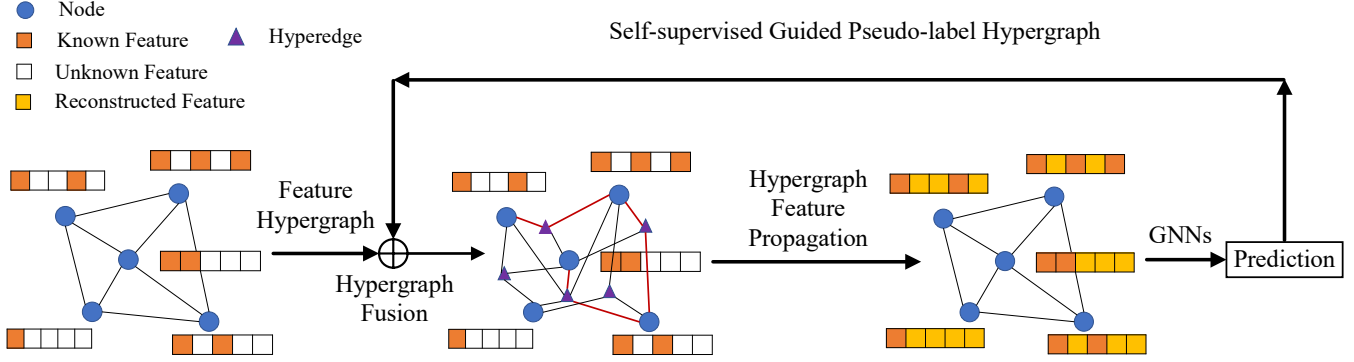 Node
Known Feature
Hyperedge
Unknown Feature
Reconstructed Feature
Self-supervised Guided Pseudo-label Hypergraph
Feature
Hypergraph
Hypergraph
Fusion
Hypergraph
Feature
Propagation
GNNs
Prediction